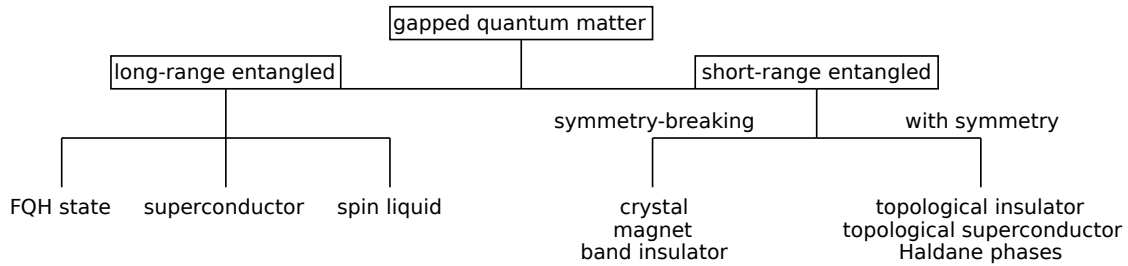 gapped quantum matter
long-range entangled
short-range entangled
symmetry-breaking
with symmetry
FQH state
superconductor
spin liquid
crystal
magnet
band insulator
topological insulator
topological superconductor
Haldane phases